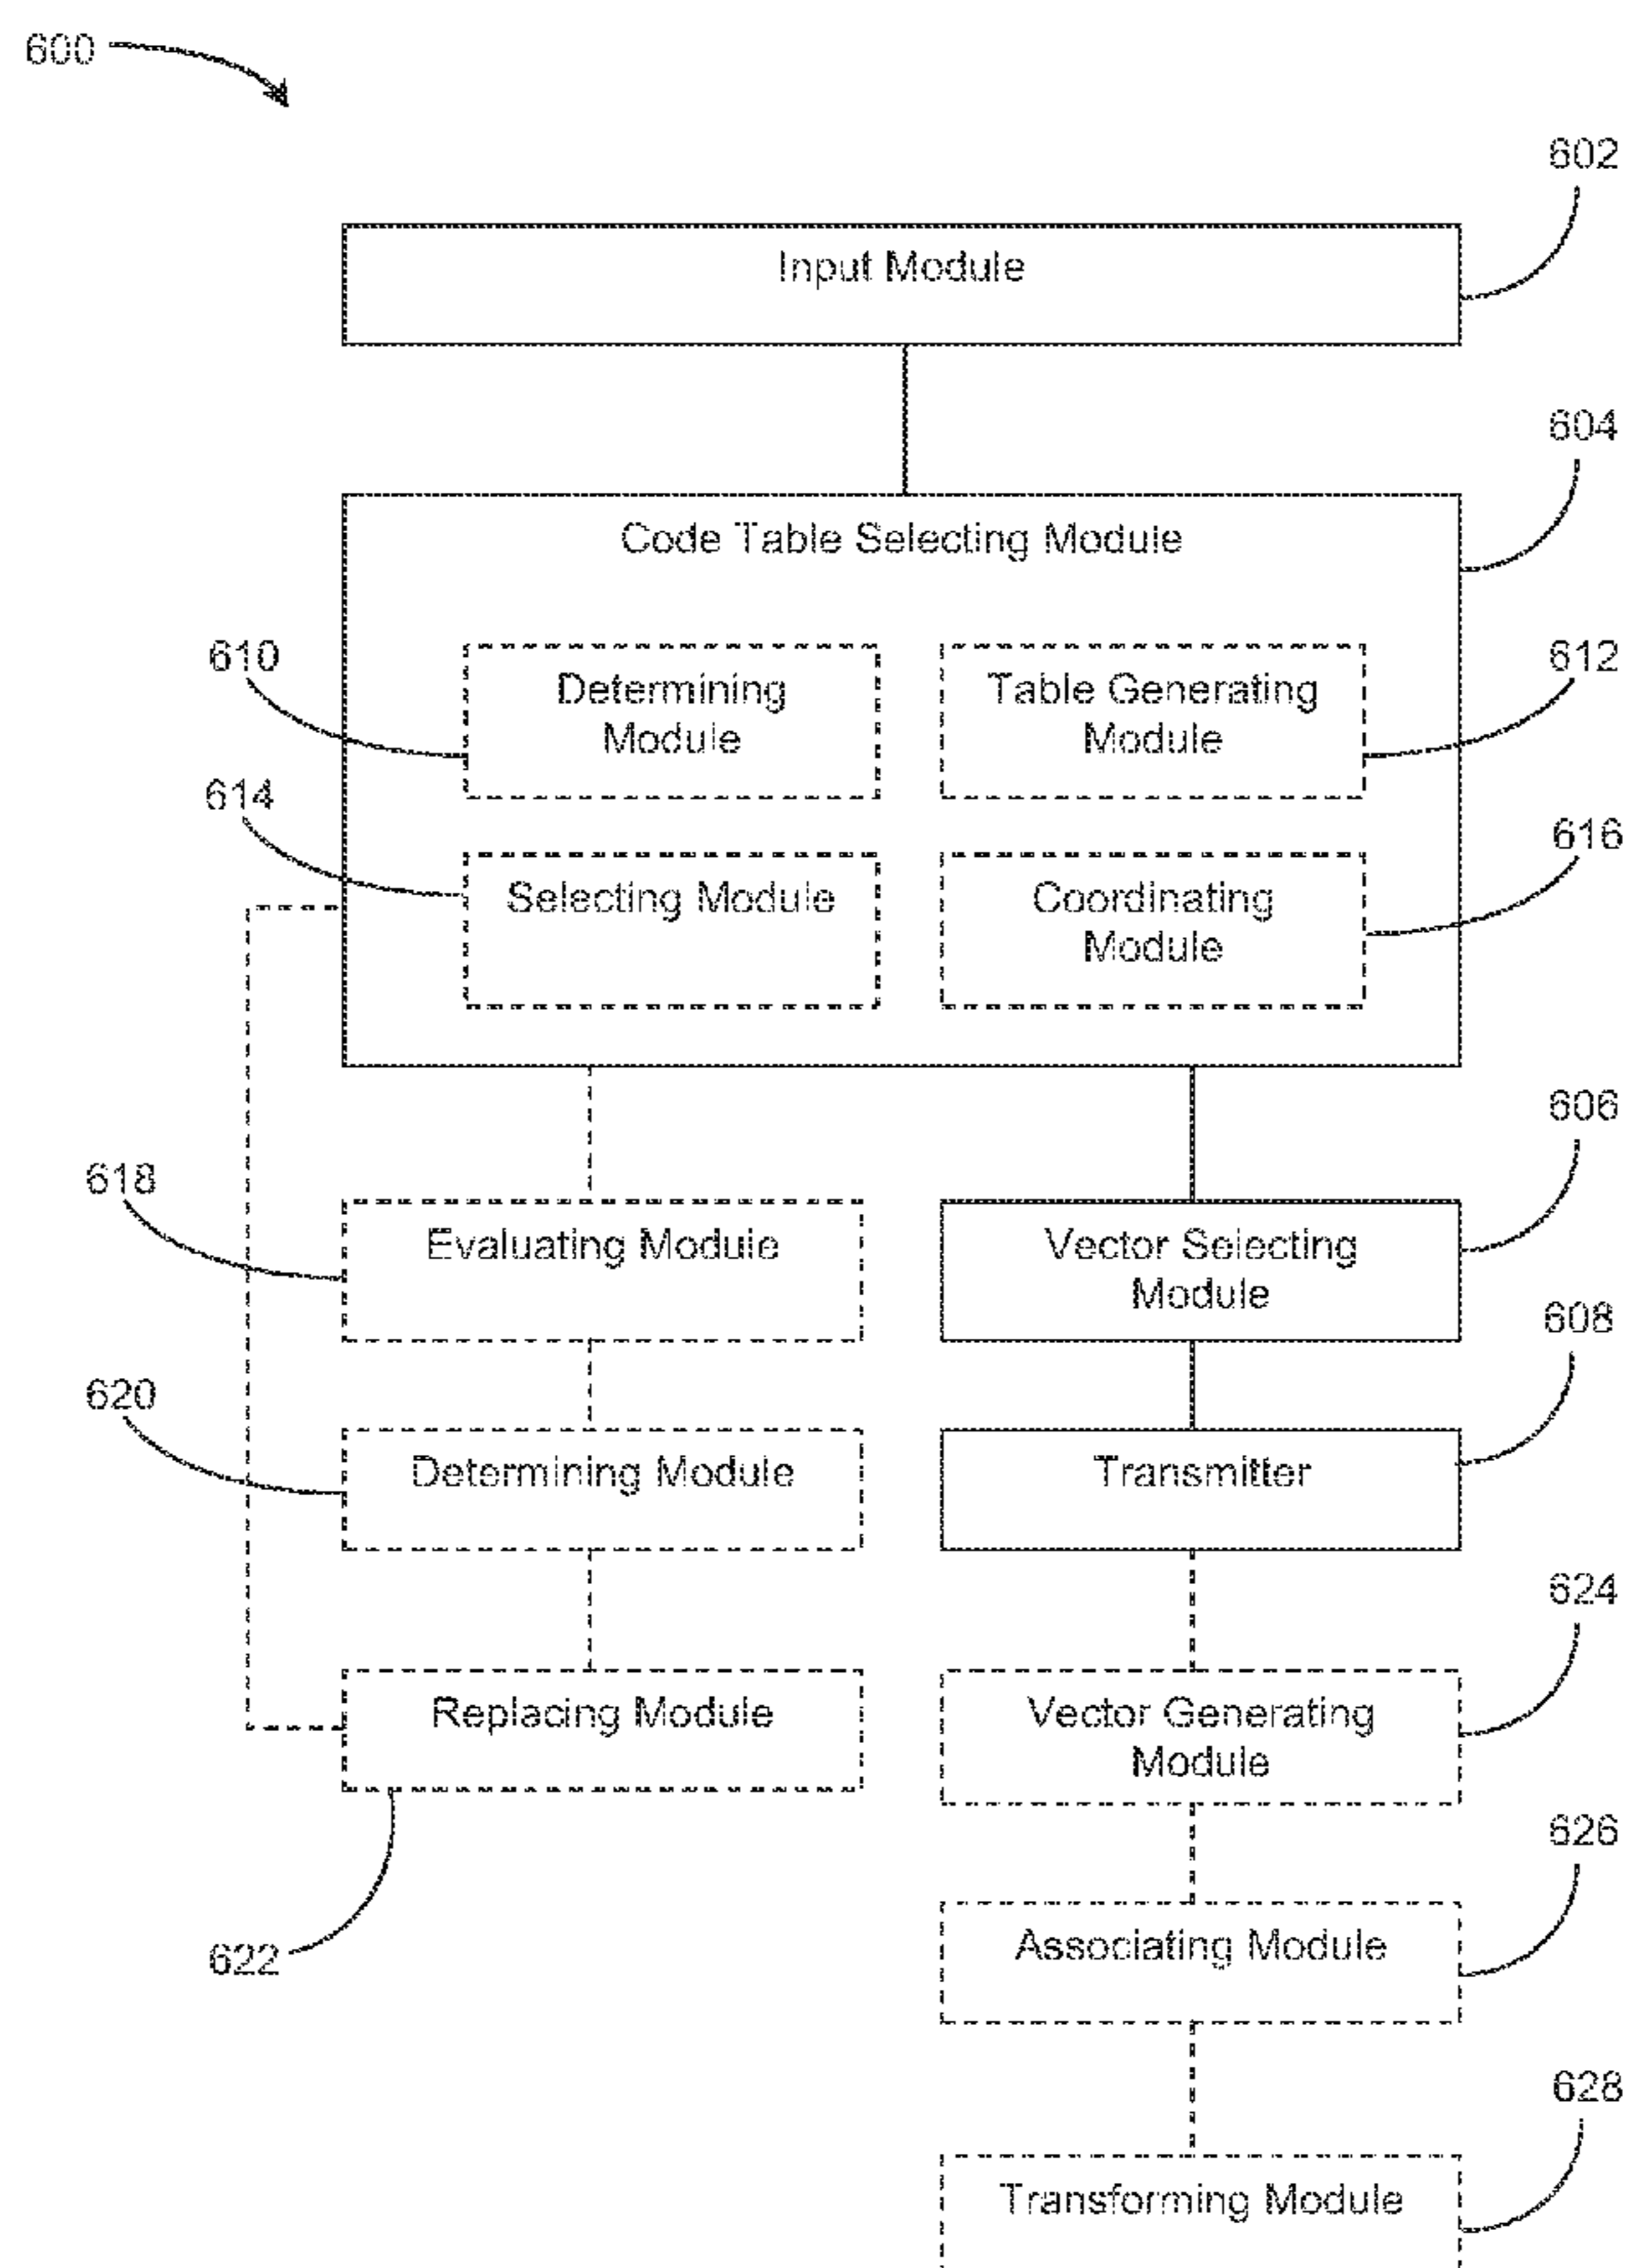 600
602
Input Module
604
Code Table Selecting Module
610
Determining
Module
612
Table Generating
Module
614
Selecting Module
616
Coordinating
Module
606
618
Evaluating Module
Vector Selecting
Module
608
620
Determining Module
Transmitter
624
Replacing Module
Vector Generating
Module
626
622
Associating Module
628
Transforming Module